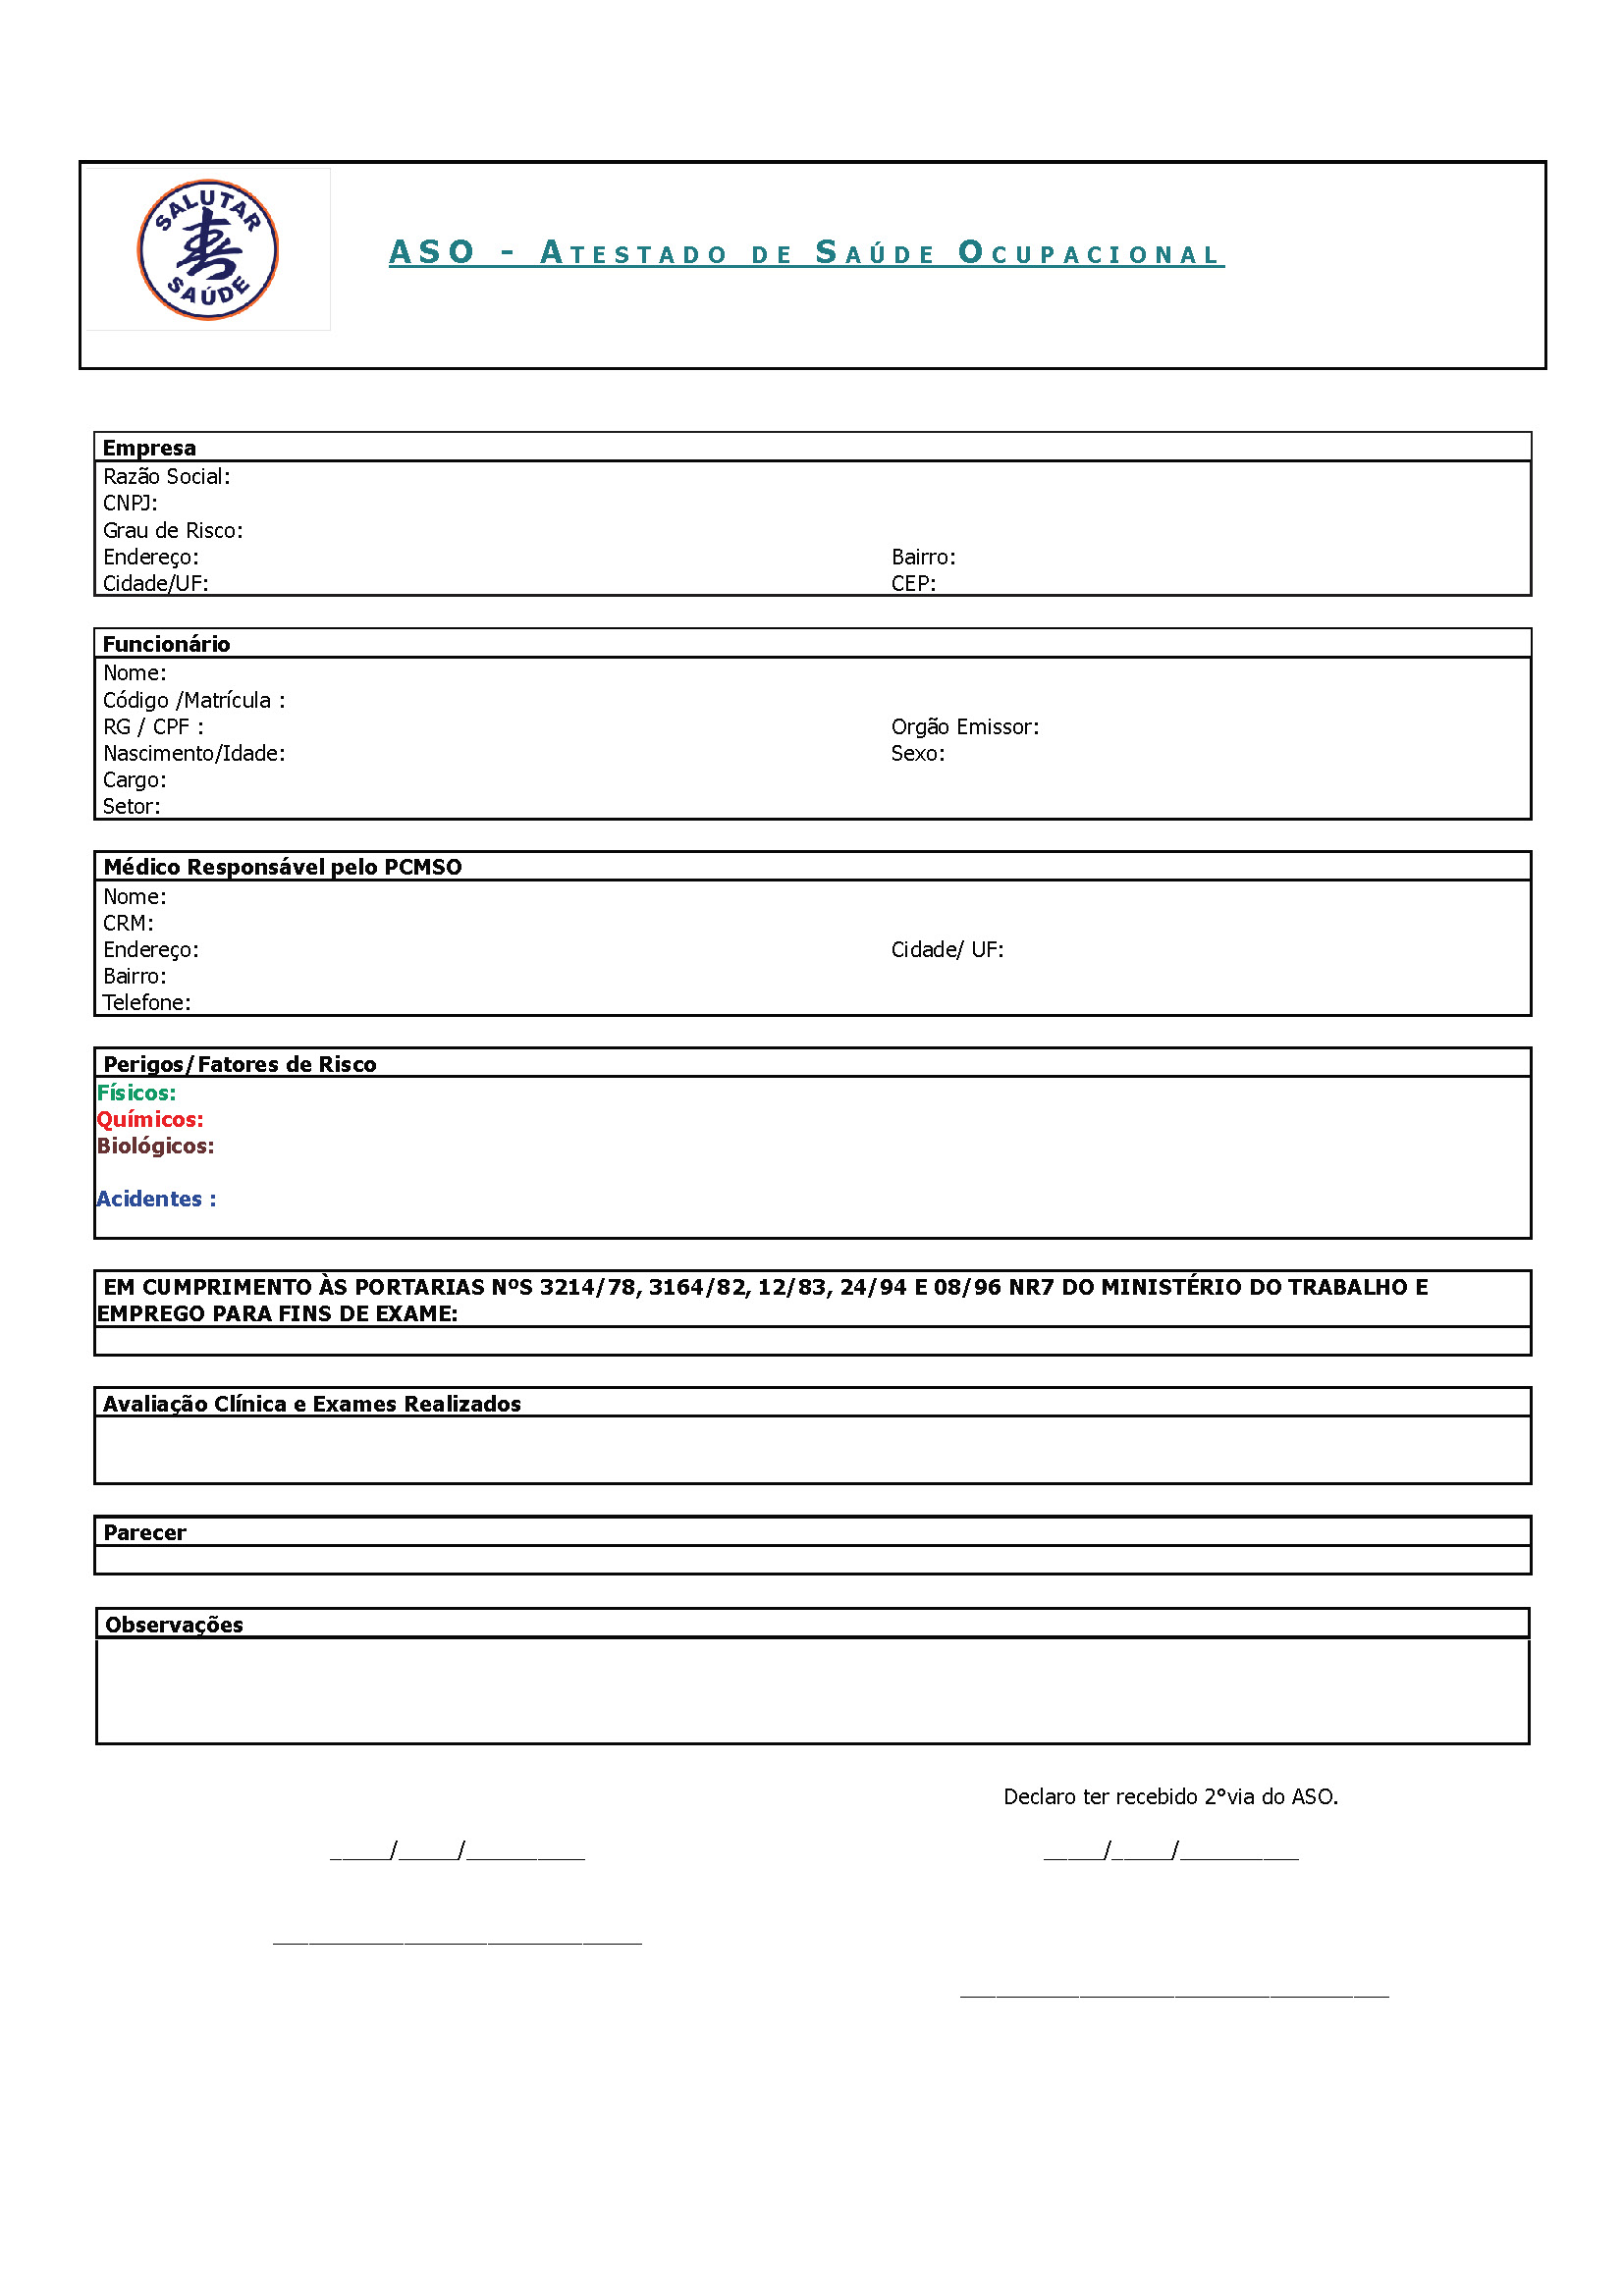 SALUTAR
SAÚDE
ASO - ATESTADO DE SAÚDE OCUPACIONAL
Empresa
Razão Social:
CNPJ:
Grau de Risco:
Endereço: Bairro:
Cidade/UF: CEP:
Funcionário
Nome:
Código /Matrícula :
RG / CPF : Orgão Emissor:
Nascimento/Idade: Sexo:
Cargo:
Setor:
Médico Responsável pelo PCMSO
Nome:
CRM:
Endereço: Cidade/ UF:
Bairro:
Telefone:
Perigos/Fatores de Risco
Físicos:
Químicos:
Biológicos:
Acidentes :
EM CUMPRIMENTO ÀS PORTARIAS NºS 3214/78, 3164/82, 12/83, 24/94 E 08/96 NR7 DO MINISTÉRIO DO TRABALHO E
EMPREGO PARA FINS DE EXAME:
Avaliação Clínica e Exames Realizados
Parecer
Observações
Declaro ter recebido 2°via do ASO.
_____/_____/__________ _____/_____/__________
_______________________________
____________________________________